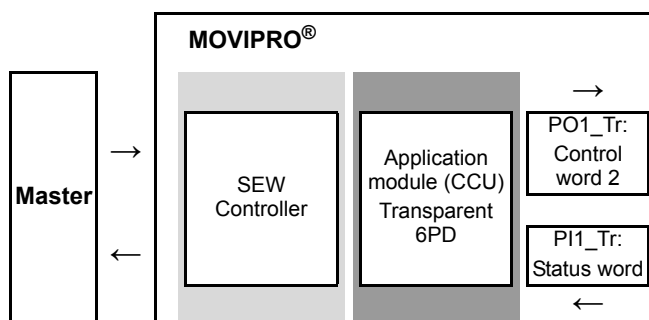 MOVIPRO®
Master
→
←
SEW
Controller
Application
module (CCU)
Transparent
6PD
→
PO1_Tr:
Control
word 2
PI1_Tr:
Status word
←